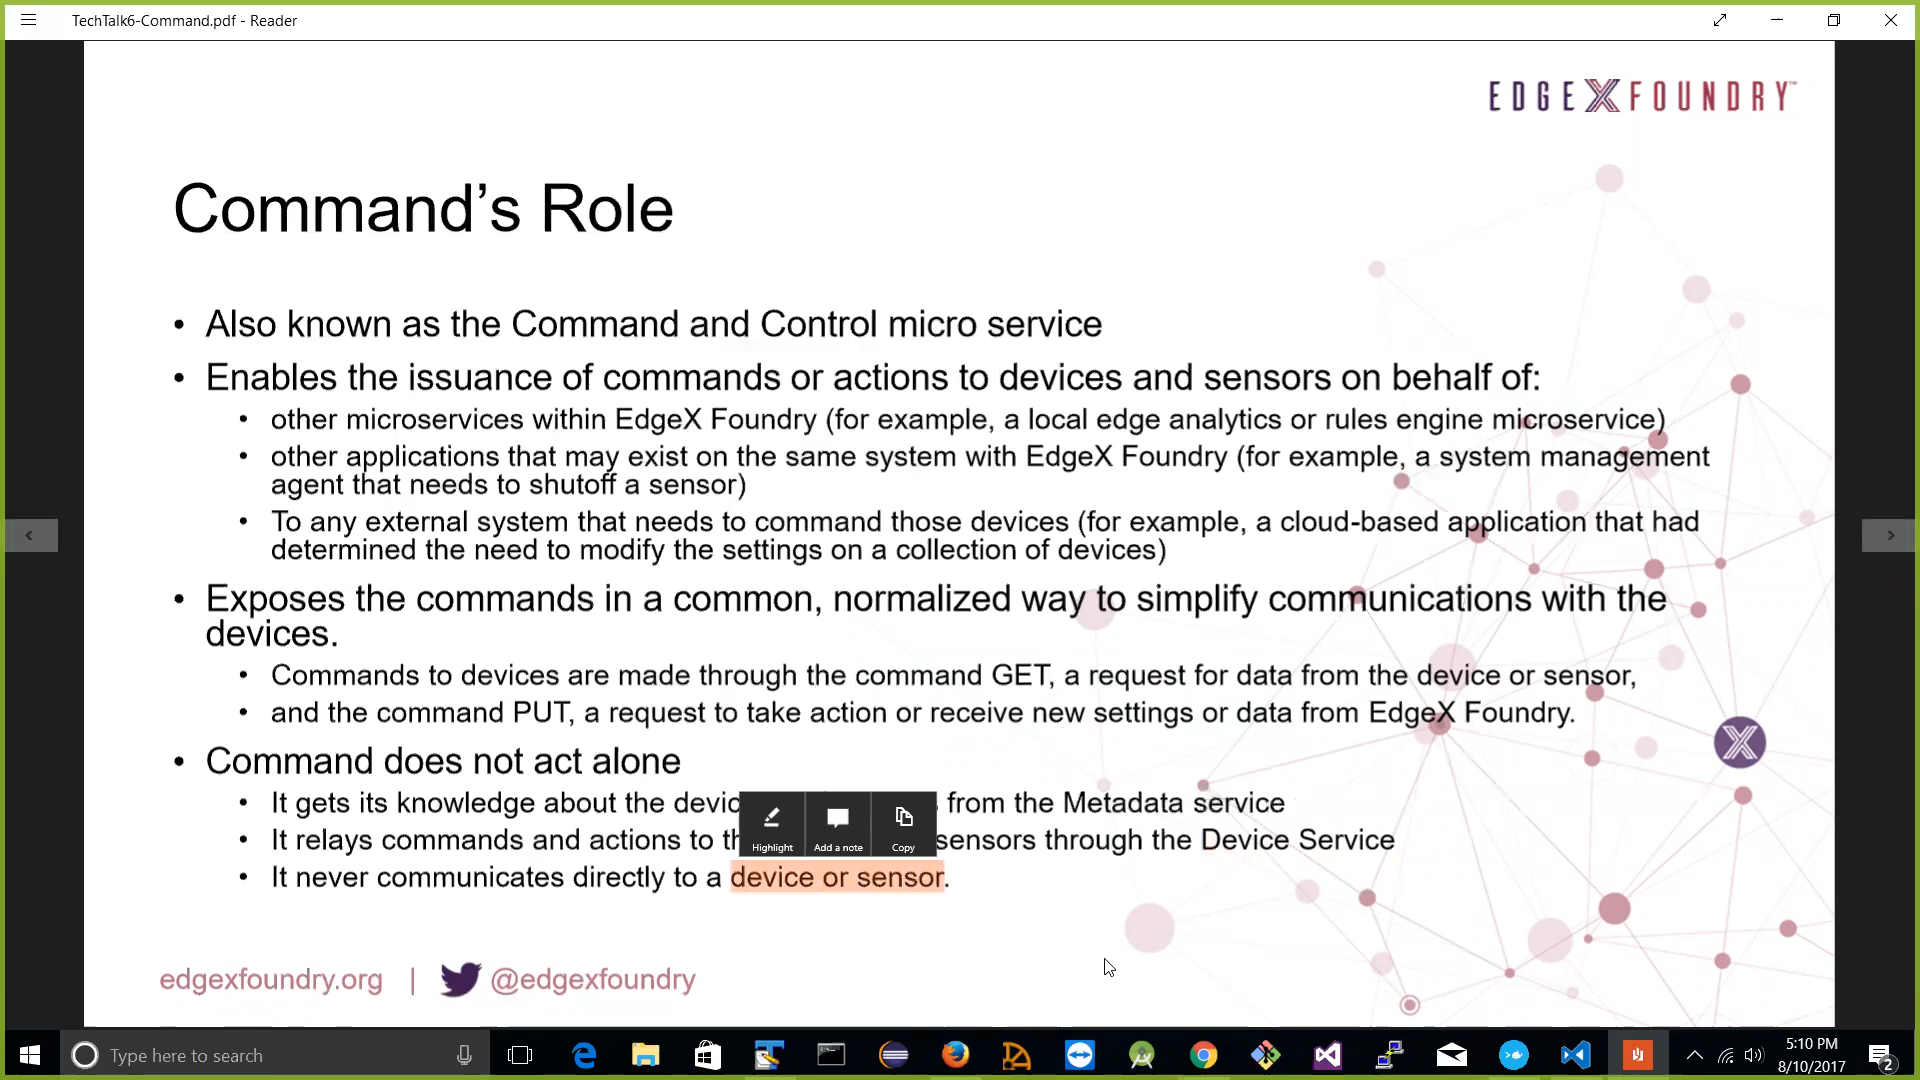 TechTalk6-Command.pdf - Reader
EDGEXFOUNDRY™
Command’s Role
• Also known as the Command and Control micro service
• Enables the issuance of commands or actions to devices and sensors on behalf of:
• other microservices within EdgeX Foundry (for example, a local edge analytics or rules engine microservice)
• other applications that may exist on the same system with EdgeX Foundry (for example, a system management
agent that needs to shutoff a sensor)
• To any external system that needs to command those devices (for example, a cloud-based application that had
determined the need to modify the settings on a collection of devices)
• Exposes the commands in a common, normalized way to simplify communications with the
devices.
• Commands to devices are made through the command GET, a request for data from the device or sensor,
• and the command PUT, a request to take action or receive new settings or data from EdgeX Foundry.
• Command does not act alone
• It gets its knowledge about the devic from the Metadata service
• It relays commands and actions to th sensors through the Device Service
Highlight Add a note Copy
• It never communicates directly to a device or sensor.
edgexfoundry.org | @edgexfoundry
Type here to search
5:10 PM
8/10/2017
2